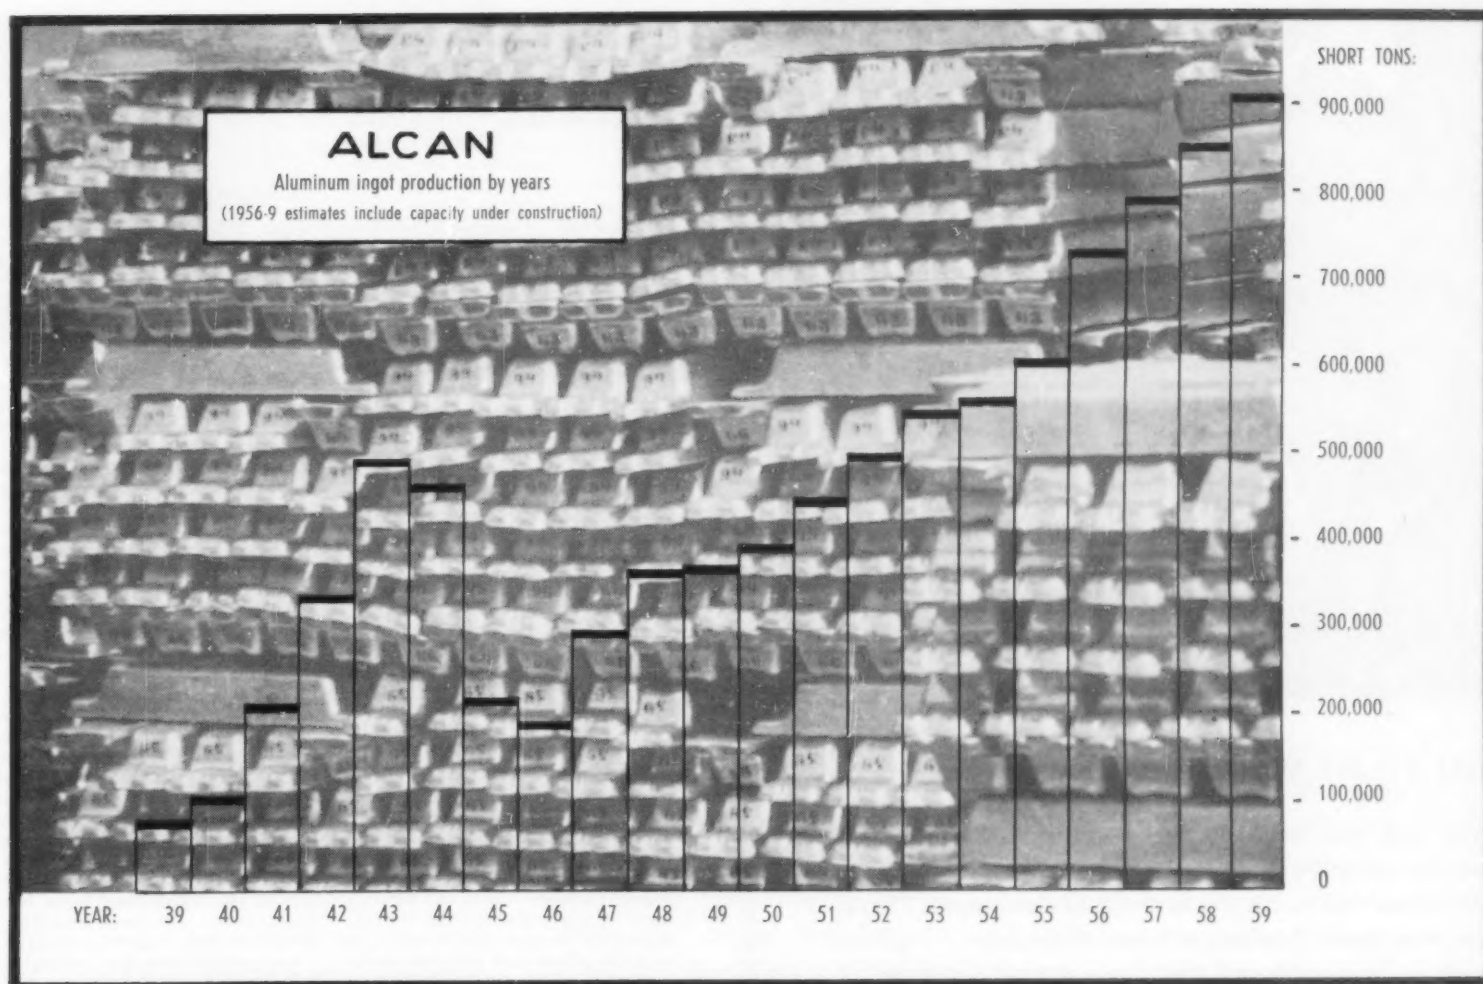 SHORT TONS:
ALCAN
Aluminum ingot production by years
(1956-9 estimates include capacity under construction)
900,000
800,000
700,000
600,000
500,000
400,000
300,000
200,000
100,000
0
YEAR: 39 40 41 42 43 44 45 46 47 48 49 50 51 52 53 54 55 56 57 58 59